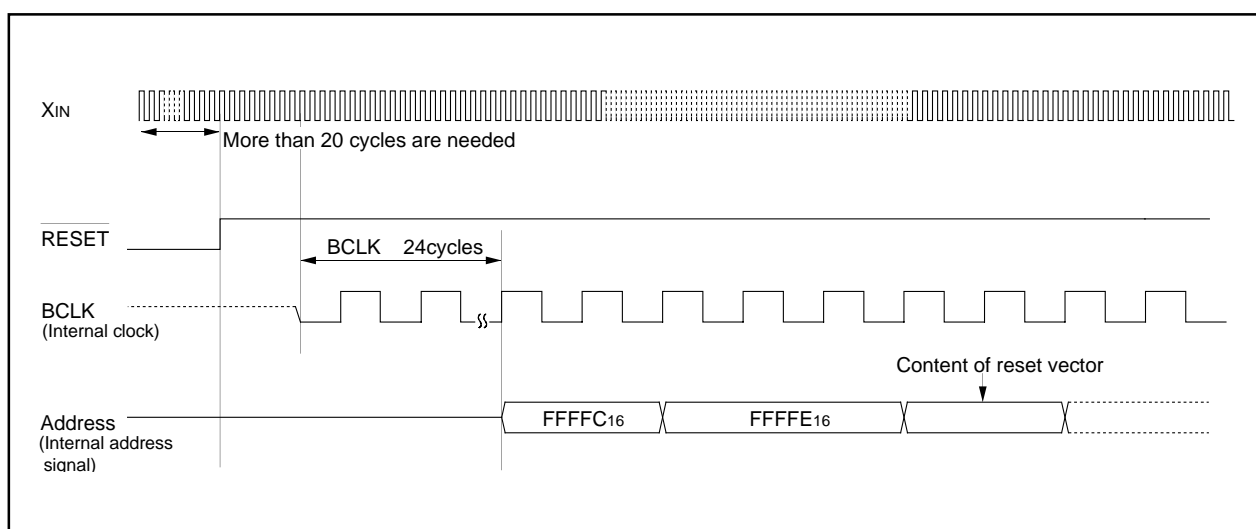 XIN
More than 20 cycles are needed
RESET
BCLK 24cycles
BCLK
(Internal clock)
Content of reset vector
Address
(Internal address
signal)
FFFFC16
FFFFE16